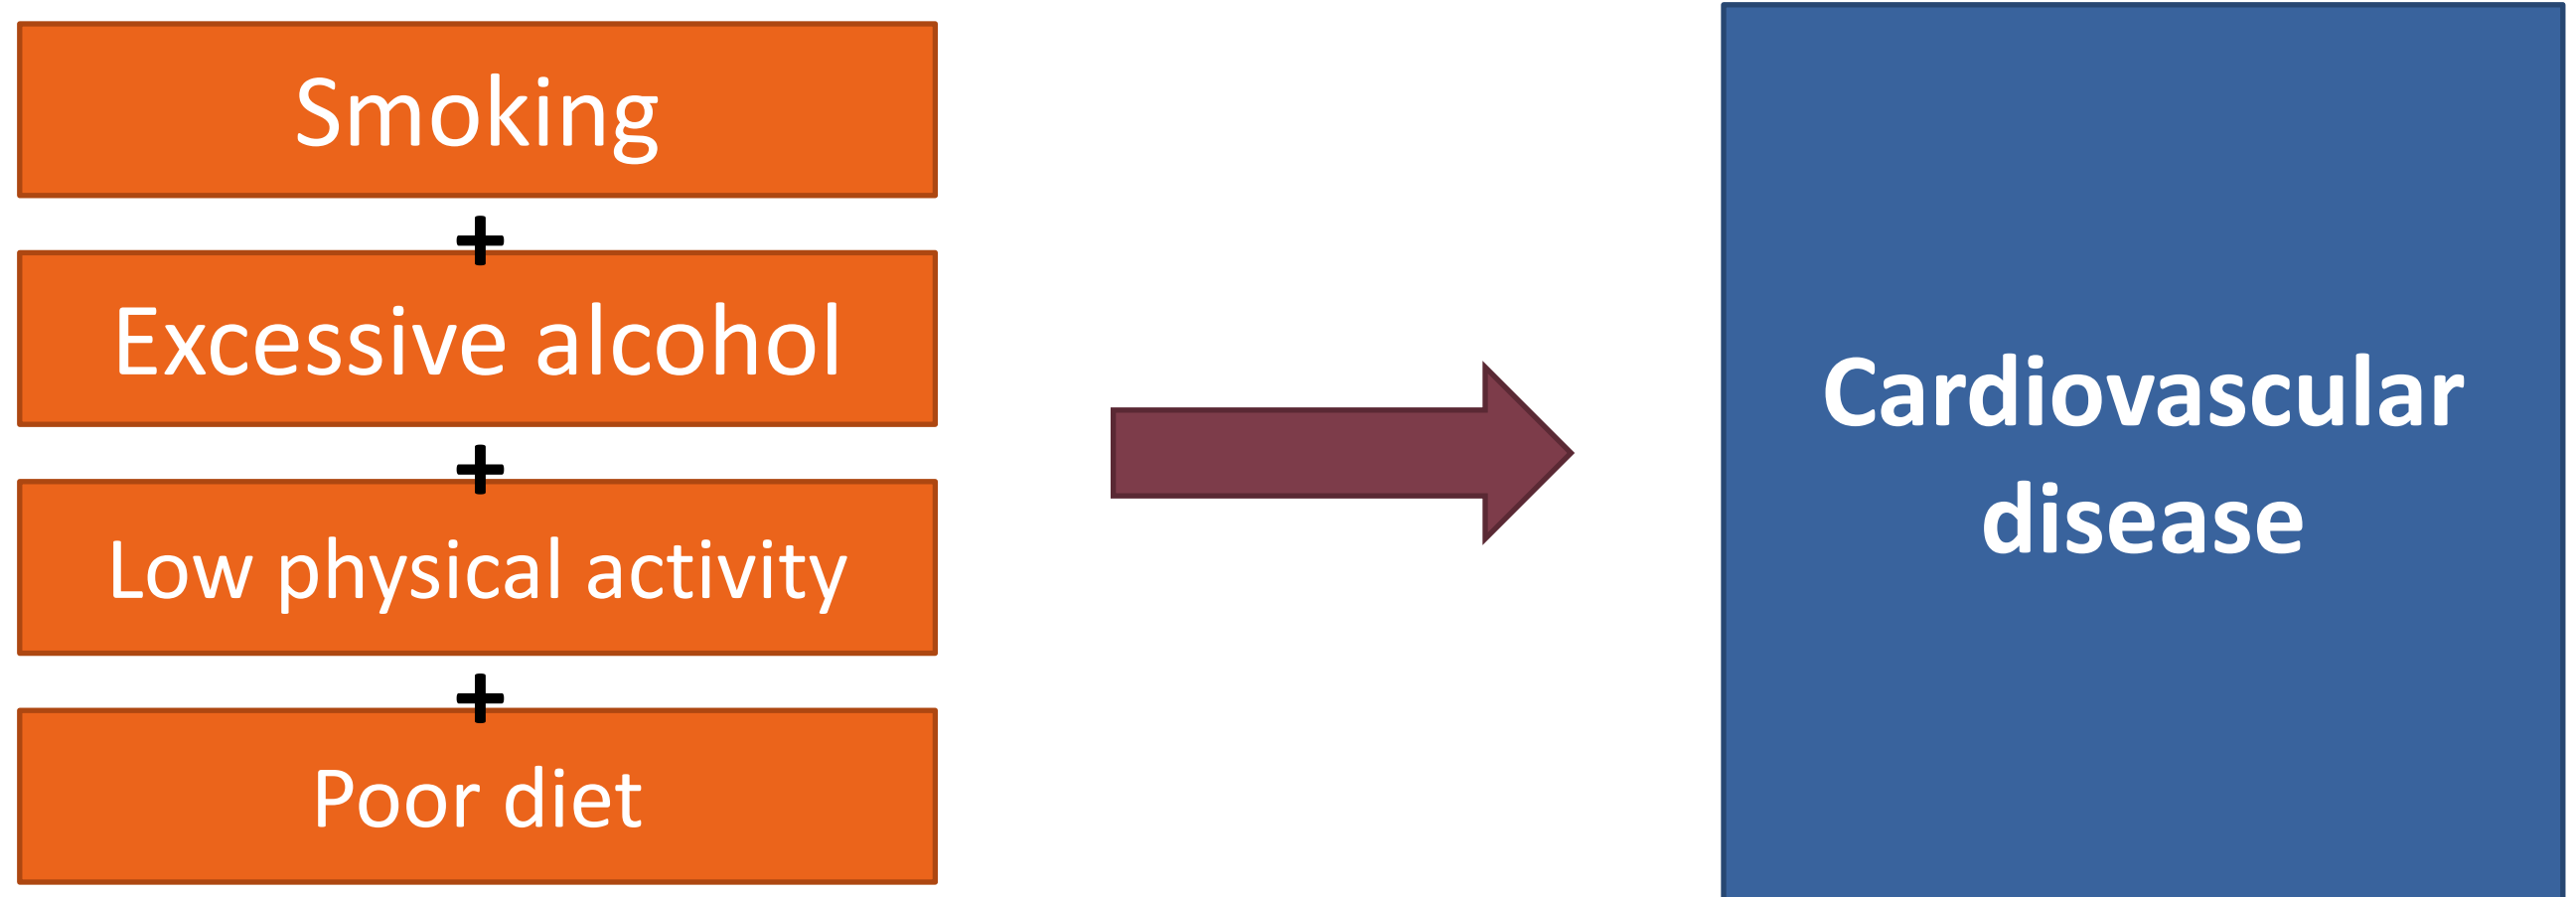 Smoking
+
Excessive alcohol
+
Low physical activity
+
Poor diet
Cardiovascular
disease